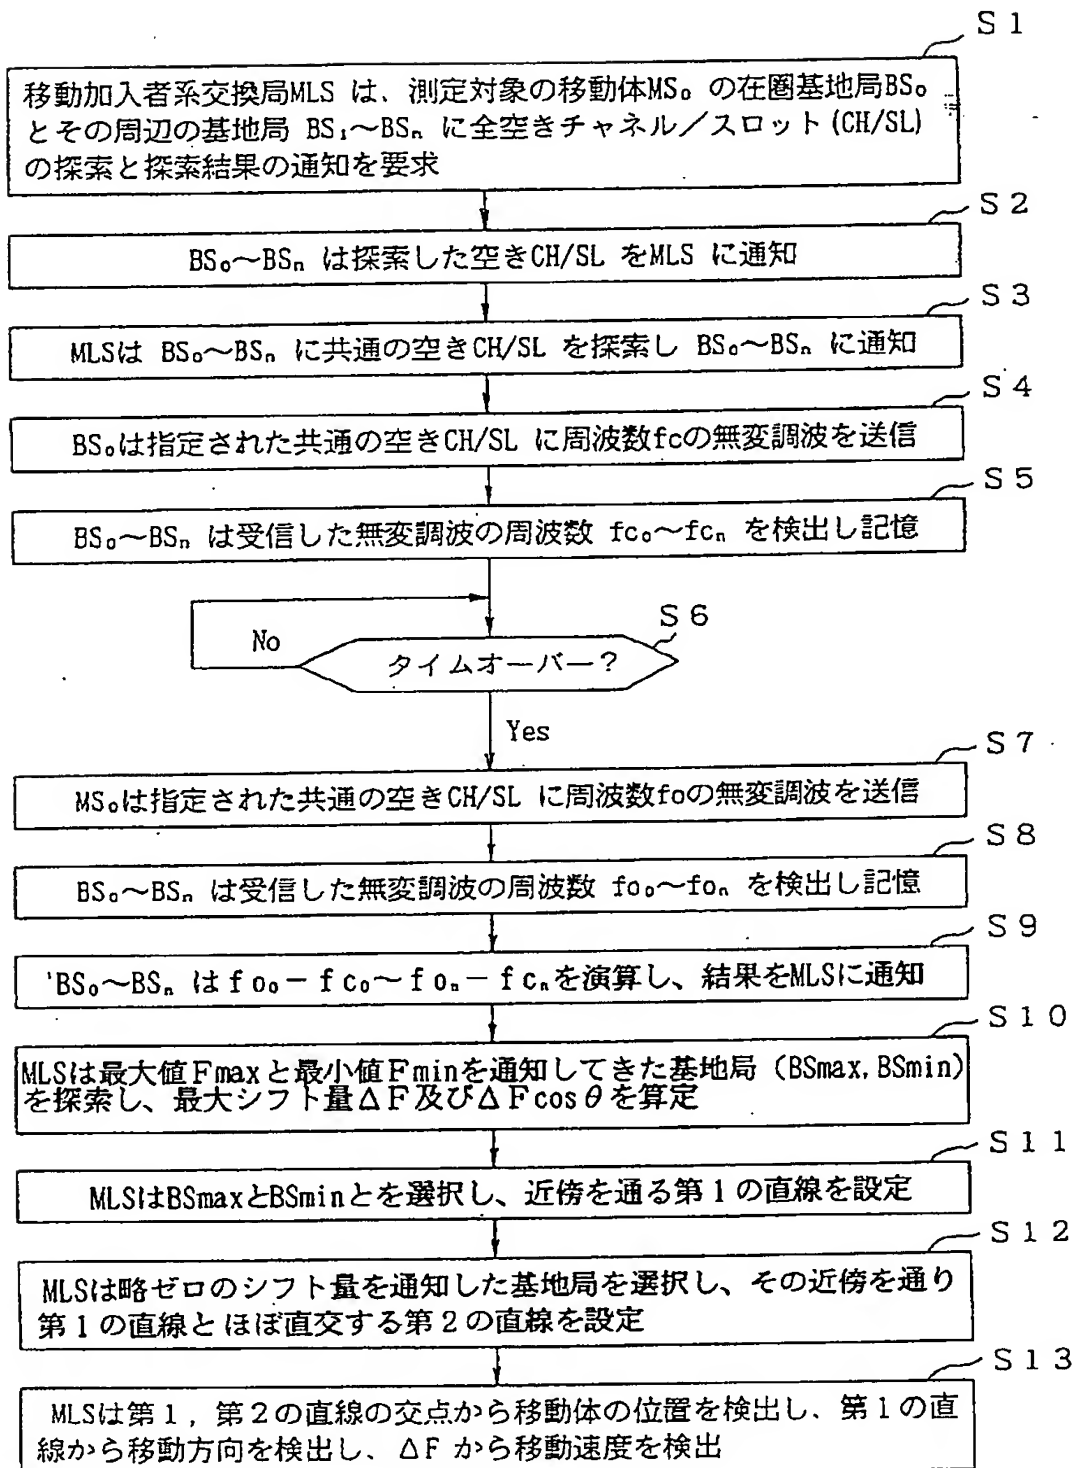 S1
移動加入者系交換局MLS は、測定対象の移動体MS₀ の在圏基地局BS₀
とその周辺の基地局 BS₁～BSₙ に全空きチャネル／スロット(CH/SL)
の探索と探索結果の通知を要求
S2
BS₀～BSₙ は探索した空きCH/SL をMLS に通知
S3
MLSは BS₀～BSₙ に共通の空きCH/SL を探索し BS₀～BSₙ に通知
S4
BS₀は指定された共通の空きCH/SL に周波数fcの無変調波を送信
S5
BS₀～BSₙ は受信した無変調波の周波数 fc₀～fcₙ を検出し記憶
S6
No
タイムオーバー？
Yes
S7
MS₀は指定された共通の空きCH/SL に周波数foの無変調波を送信
S8
BS₀～BSₙ は受信した無変調波の周波数 fo₀～foₙ を検出し記憶
S9
BS₀～BSₙ はfo₀－fc₀～foₙ－fcₙを演算し、結果をMLSに通知
S10
MLSは最大値Fmaxと最小値Fminを通知してきた基地局（BSmax, BSmin）
を探索し、最大シフト量ΔF及びΔFcosθを算定
S11
MLSはBSmaxとBSminとを選択し、近傍を通る第1の直線を設定
S12
MLSは略ゼロのシフト量を通知した基地局を選択し、その近傍を通り
第1の直線とほぼ直交する第2の直線を設定
S13
MLSは第1，第2の直線の交点から移動体の位置を検出し、第1の直
線から移動方向を検出し、ΔF から移動速度を検出